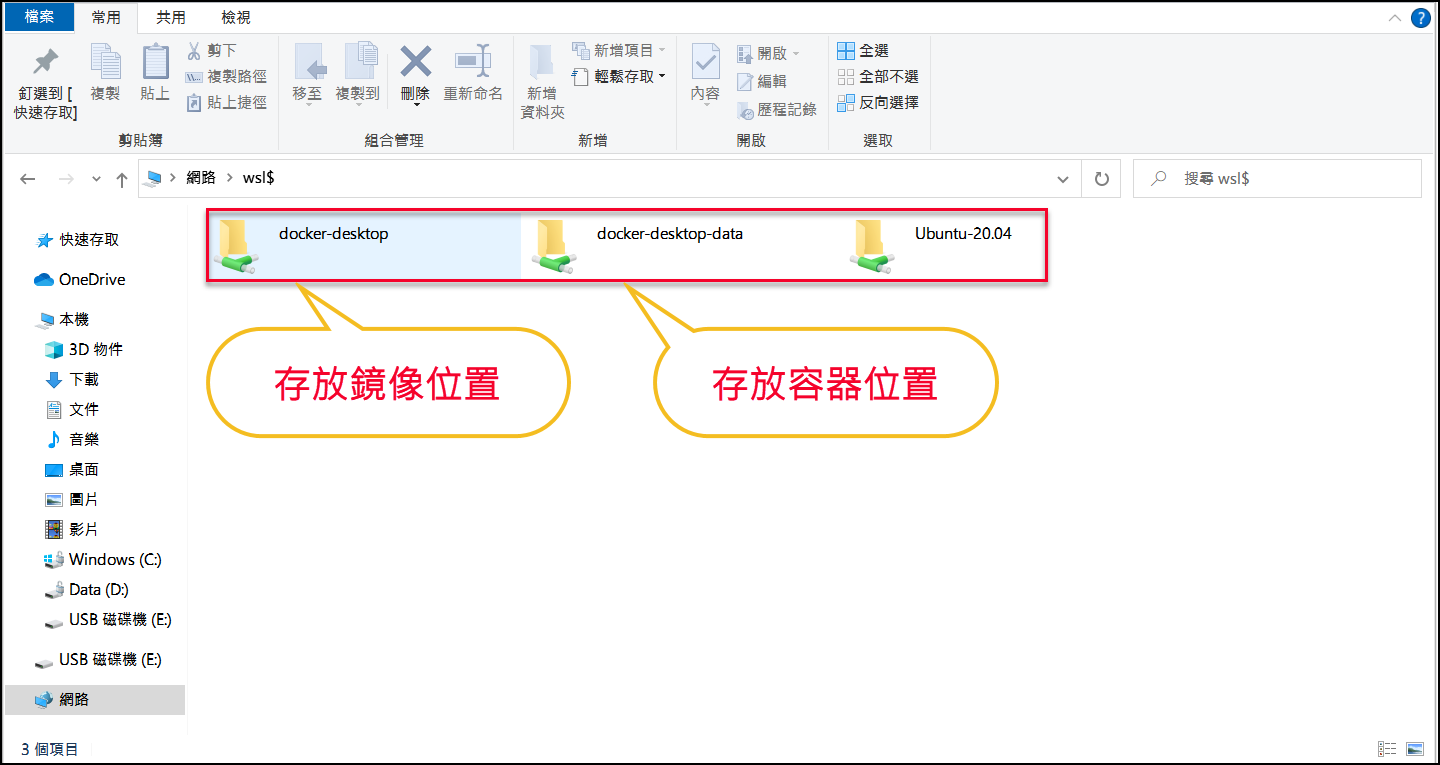 檔案 常用 共用 檢視
釘選到 [
快速存取]
複製
貼上
剪下
複製路徑
貼上捷徑
剪貼簿
移至
複製到
刪除
重新命名
組合管理
新增
資料夾
新增項目
輕鬆存取
新增
內容
開啟
編輯
歷程記錄
開啟
全選
全部不選
反向選擇
選取
網路 wsl$
搜尋 wsl$
快速存取
OneDrive
本機
3D 物件
下載
文件
音樂
桌面
圖片
影片
Windows (C:)
Data (D:)
USB 磁碟機 (E:)
USB 磁碟機 (E:)
網路
docker-desktop
docker-desktop-data
Ubuntu-20.04
存放鏡像位置
存放容器位置
3 個項目